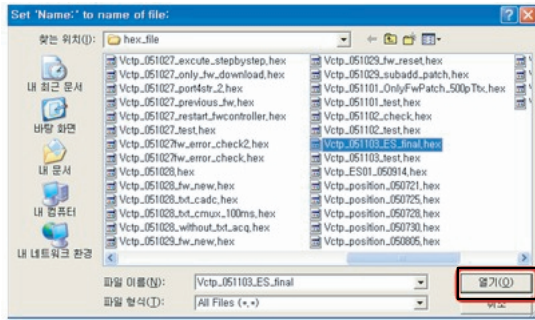 Set 'Name:' to name of file:
찾는 위치(I):
hex_file
내 최근 문서
바탕 화면
내 문서
내 컴퓨터
내 네트워크 환경
Vctp_051027_excute_stepbystep.hex
Vctp_051027_only_fw_download.hex
Vctp_051027_port4str_2.hex
Vctp_051027_previous_fw.hex
Vctp_051027_restart_fwcontroller.hex
Vctp_051027_test.hex
Vctp_051027fw_error_check2.hex
Vctp_051027fw_error_check.hex
Vctp_051028.hex
Vctp_051028_fw_new.hex
Vctp_051028_txt_cadc.hex
Vctp_051028_txt_cmux_100ms.hex
Vctp_051028_without_txt_acq.hex
Vctp_051029_fw_new.hex
Vctp_051029_fw_reset.hex
Vctp_051029_subadd_patch.hex
Vctp_051101_OnlyFwPatch_500pTtx.hex
Vctp_051101_test.hex
Vctp_051102_check.hex
Vctp_051102_test.hex
Vctp_051103_ES_final.hex
Vctp_051103_test.hex
Vctp_ES01_050914.hex
Vctp_position_050721.hex
Vctp_position_050725.hex
Vctp_position_050728.hex
Vctp_position_050730.hex
Vctp_position_050805.hex
파일 이름(N):
Vctp_051103_ES_final
열기(O)
파일 형식(T):
All Files (*.*)
취소